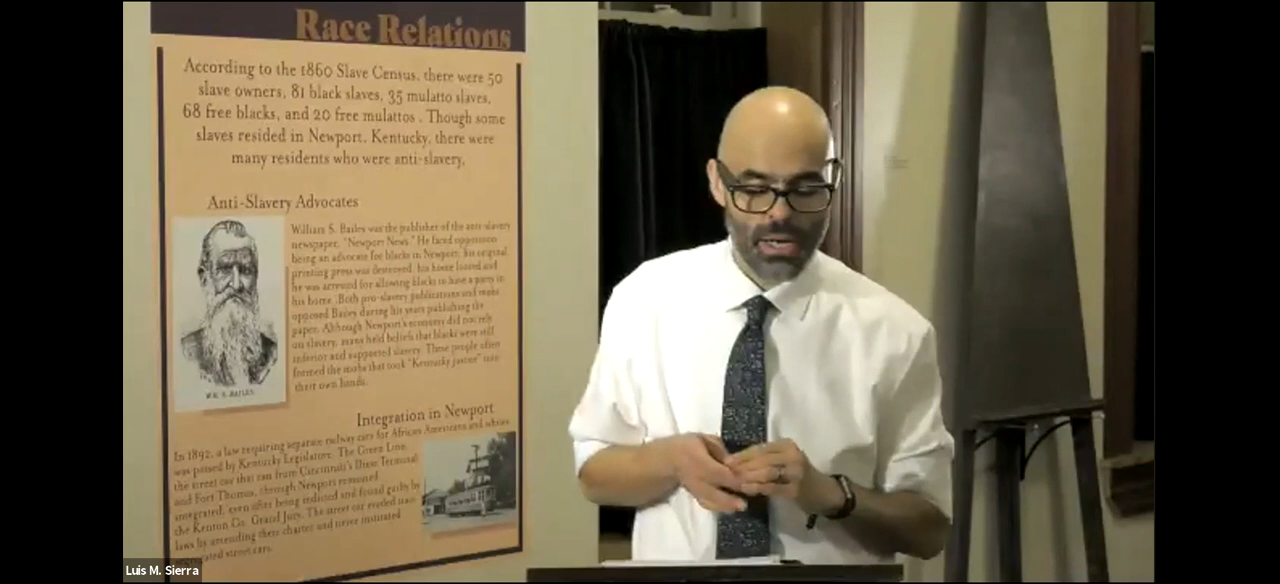 Race Relations
According to the 1860 Slave Census, there were 50
slave owners, 81 black slaves, 35 mulatto slaves,
68 free blacks, and 20 free mulattos . Though some
slaves resided in Newport, Kentucky, there were
many residents who were anti-slavery.
Anti-Slavery Advocates
William S. Bailey was the publisher of the anti-slavery
newspaper, "Newport News." He faced opposition
being an advocate for blacks in Newport; his original
printing press was destroyed, his home looted and
he was arrested for allowing blacks to have a party in
his home. Both pro-slavery publications and mobs
opposed Bailey during his years publishing the
paper. Although Newport's economy did not rely
on slavery, many held beliefs that blacks were still
inferior and supported slavery. These people often
formed the mobs that took "Kentucky justice" into
their own hands.
WM. S. BAILEY
Integration in Newport
In 1892, a law requiring separate railway cars for African Americans and whites
was passed by Kentucky Legislature. The Green Line,
the street car that ran from Cincinnati's Dixie Terminal
and Fort Thomas, through Newport remained
integrated, even after being indicted and found guilty by
the Kenton Co. Grand Jury. The street car evaded state
laws by amending their charter and never instituted
segregated street cars.
Luis M. Sierra